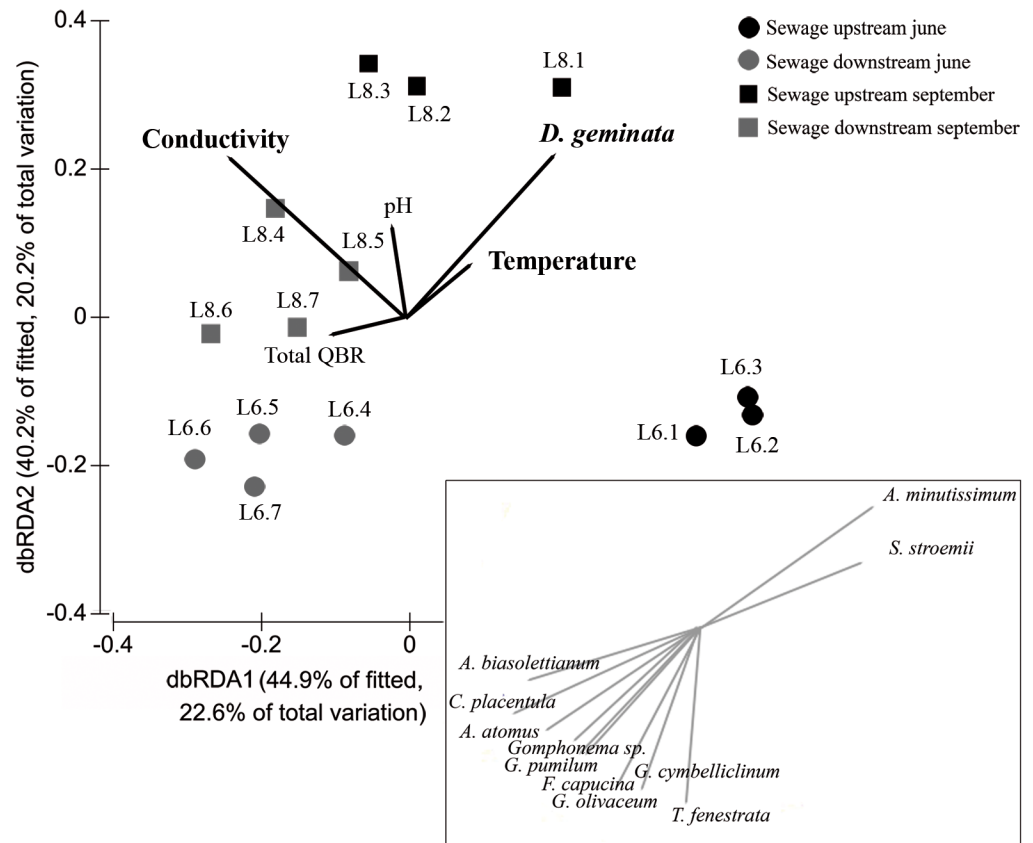 0.4
0.2
0
-0.2
-0.4
dbRDA2 (40.2% of fitted, 20.2% of total variation)
-0.4
-0.2
0
dbRDA1 (44.9% of fitted,
22.6% of total variation)
Sewage upstream june
Sewage downstream june
Sewage upstream september
Sewage downstream september
L8.3
L8.2
L8.1
Conductivity
D. geminata
pH
L8.4
L8.5
Temperature
L8.6
L8.7
Total QBR
L6.3
L6.1
L6.2
L6.5
L6.4
L6.6
L6.7
A. minutissimum
S. stroemii
A. biasolettianum
C. placentula
A. atomus
Gomphonema sp.
G. pumilum
G. cymbelliclinum
F. capucina
G. olivaceum
T. fenestrata